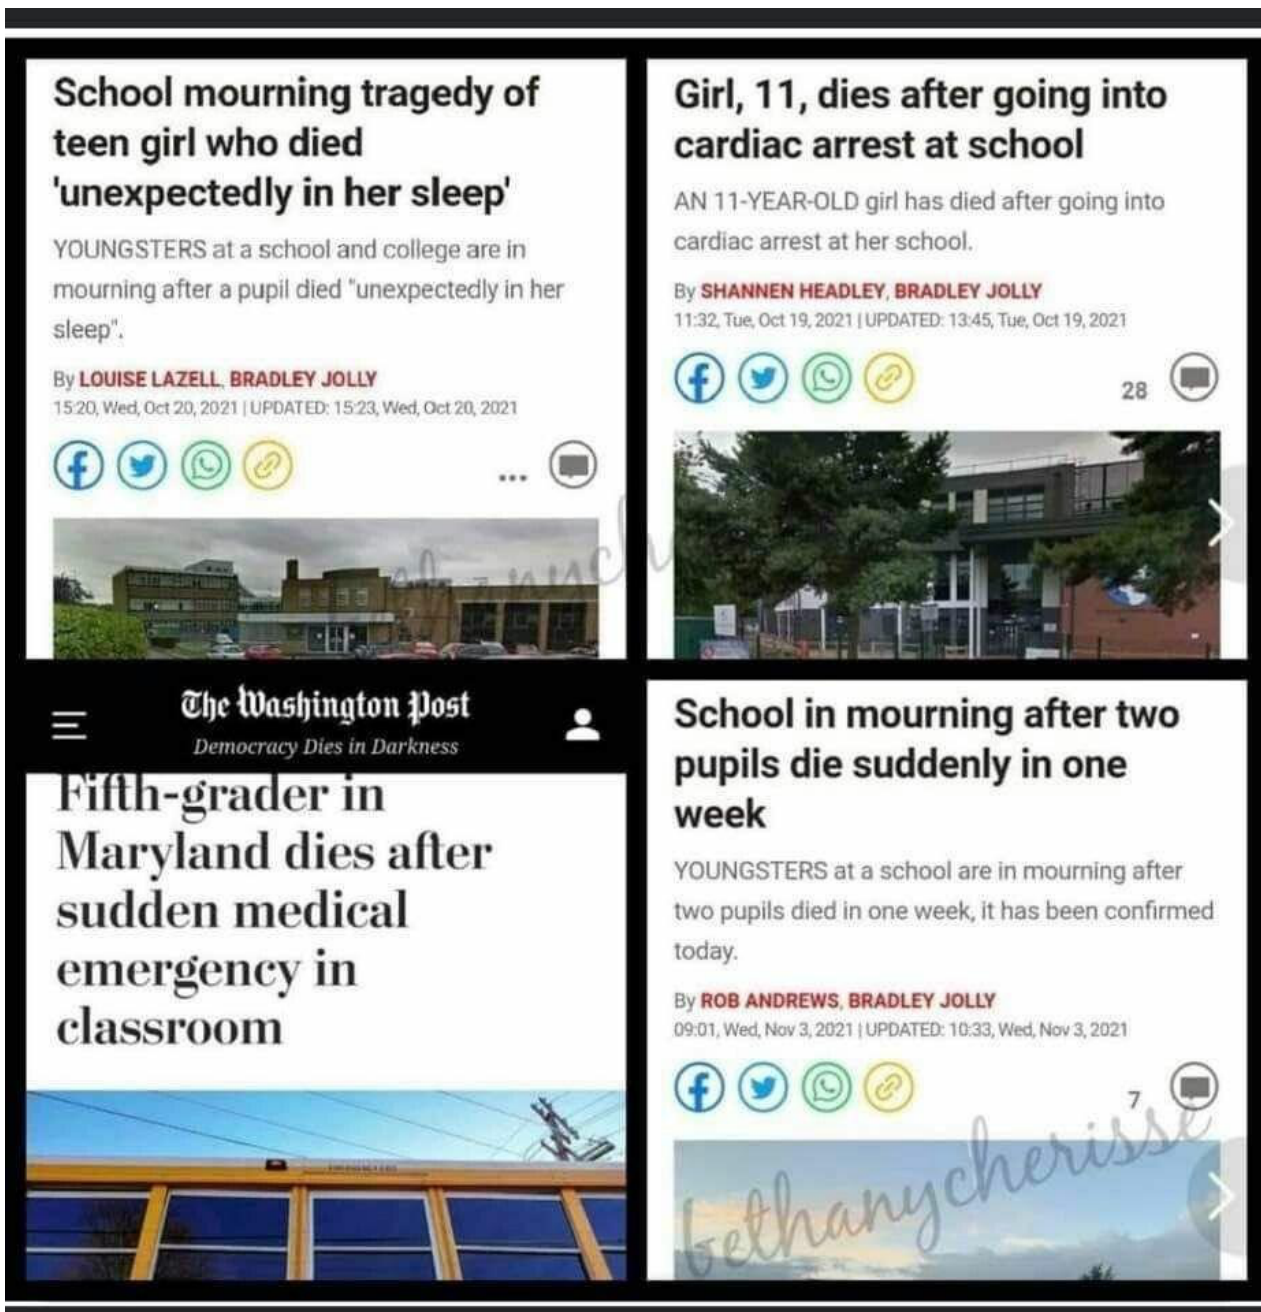 School mourning tragedy of
teen girl who died
'unexpectedly in her sleep'
YOUNGSTERS at a school and college are in
mourning after a pupil died "unexpectedly in her
sleep".
By LOUISE LAZELL, BRADLEY JOLLY
15:20, Wed, Oct 20, 2021 | UPDATED: 15:23, Wed, Oct 20, 2021
...
Girl, 11, dies after going into
cardiac arrest at school
AN 11-YEAR-OLD girl has died after going into
cardiac arrest at her school.
By SHANNEN HEADLEY, BRADLEY JOLLY
11:32, Tue, Oct 19, 2021 | UPDATED: 13:45, Tue, Oct 19, 2021
28
The Washington Post
Democracy Dies in Darkness
Fifth-grader in
Maryland dies after
sudden medical
emergency in
classroom
School in mourning after two
pupils die suddenly in one
week
YOUNGSTERS at a school are in mourning after
two pupils died in one week, it has been confirmed
today.
By ROB ANDREWS, BRADLEY JOLLY
09:01, Wed, Nov 3, 2021 | UPDATED: 10:33, Wed, Nov 3, 2021
7
bethanycherisse